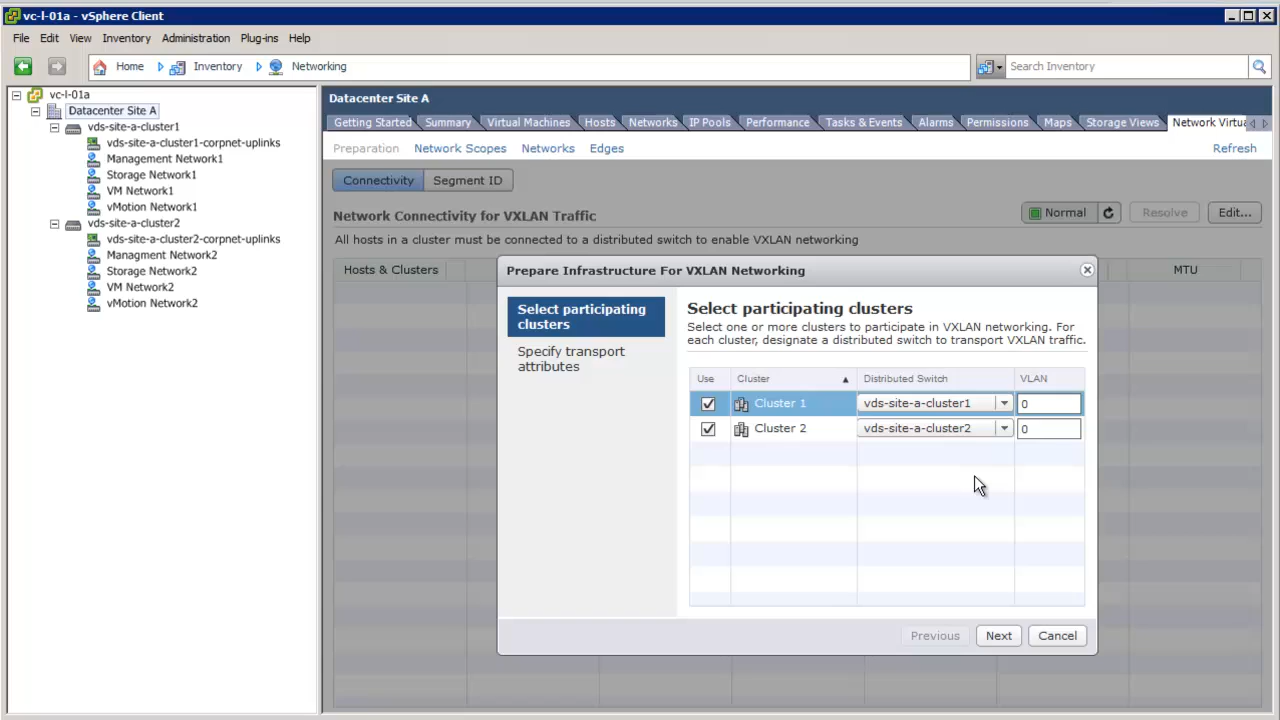 vc-l-01a - vSphere Client
File Edit View Inventory Administration Plug-ins Help
Home Inventory Networking Search Inventory
vc-l-01a
Datacenter Site A
vds-site-a-cluster1
vds-site-a-cluster1-corpnet-uplinks
Management Network1
Storage Network1
VM Network1
vMotion Network1
vds-site-a-cluster2
vds-site-a-cluster2-corpnet-uplinks
Managment Network2
Storage Network2
VM Network2
vMotion Network2
Datacenter Site A
Getting Started Summary Virtual Machines Hosts Networks IP Pools Performance Tasks & Events Alarms Permissions Maps Storage Views Network Virtua
Preparation Network Scopes Networks Edges Refresh
Connectivity Segment ID
Network Connectivity for VXLAN Traffic Normal Resolve Edit...
All hosts in a cluster must be connected to a distributed switch to enable VXLAN networking
Hosts & Clusters MTU
Prepare Infrastructure For VXLAN Networking
Select participating
clusters
Specify transport
attributes
Select participating clusters
Select one or more clusters to participate in VXLAN networking. For
each cluster, designate a distributed switch to transport VXLAN traffic.
Use Cluster Distributed Switch VLAN
Cluster 1 vds-site-a-cluster1 0
Cluster 2 vds-site-a-cluster2 0
Previous Next Cancel